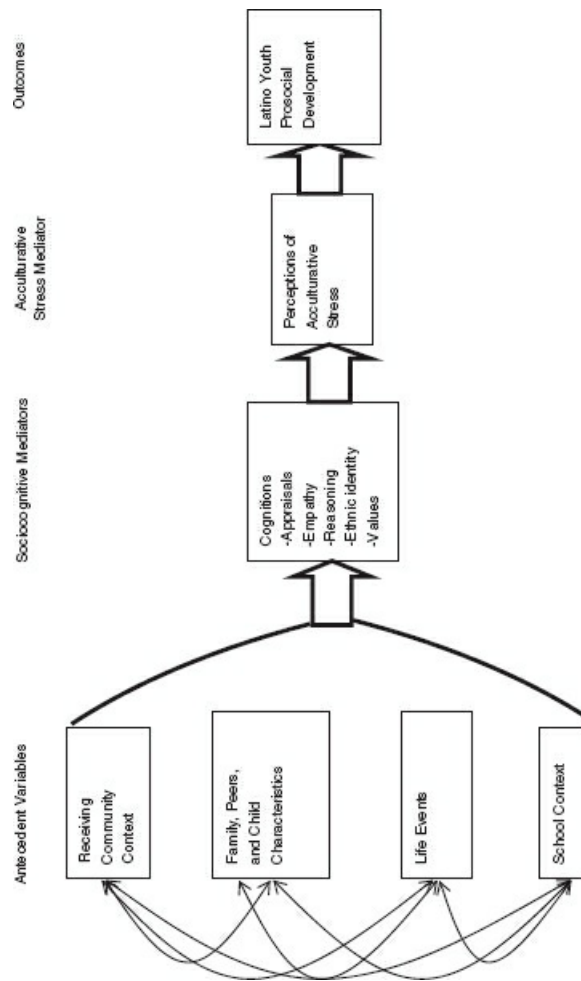 Antecedent Variables
Sociocognitive Mediators
Acculturative
Stress Mediator
Outcomes
Receiving
Community
Context
Family, Peers,
and Child
Characteristics
Life Events
School Context
Cognitions
-Appraisals
-Empathy
-Reasoning
-Ethnic identity
-Values
Perceptions of
Acculturative
Stress
Latino Youth
Prosocial
Development